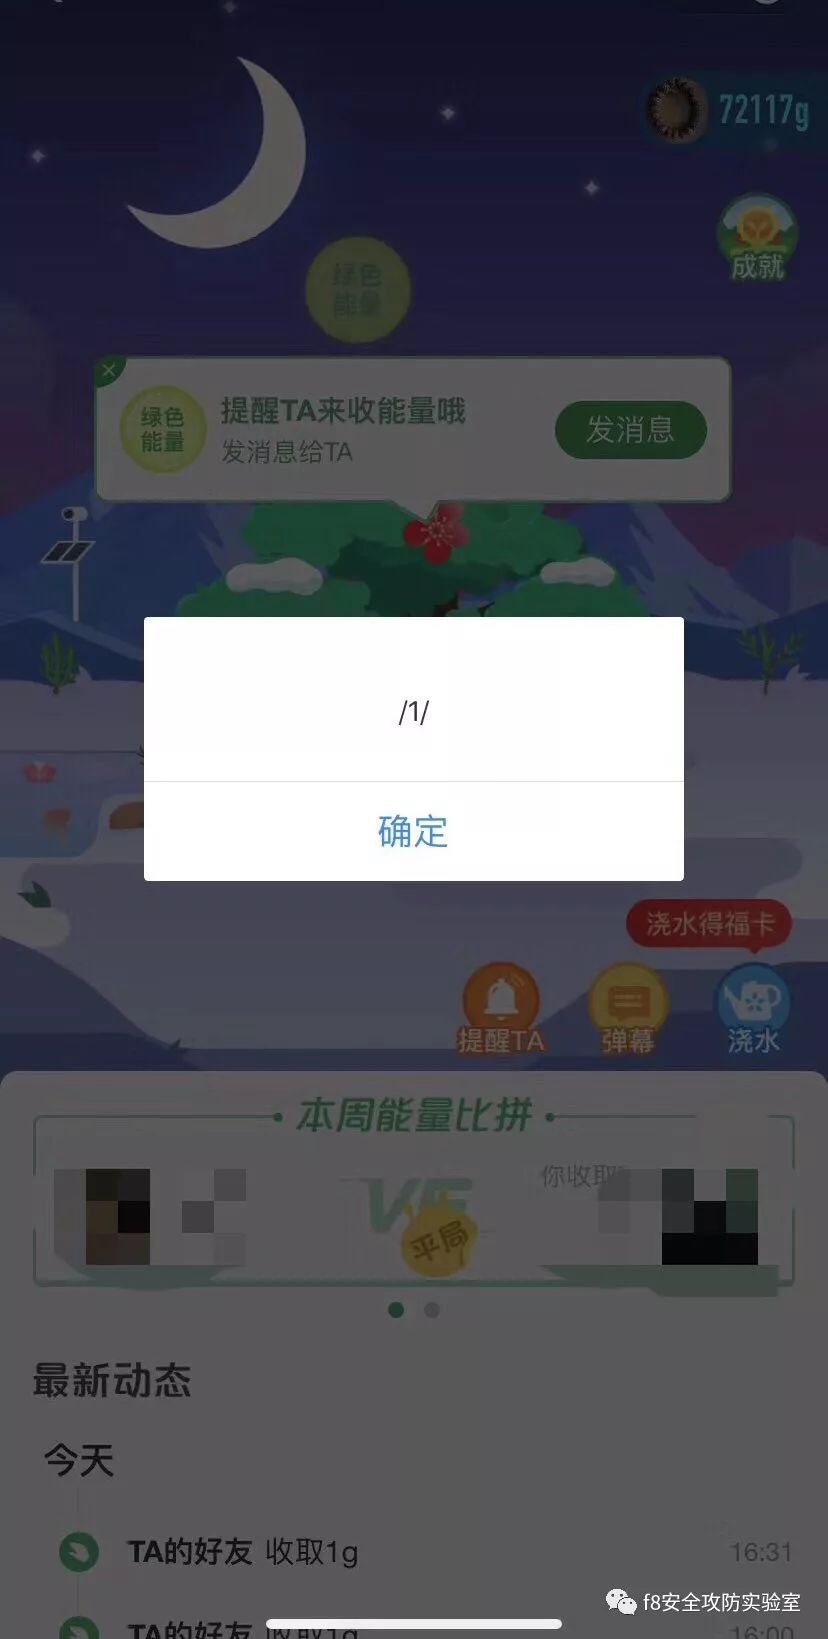 72117g
成就
绿色
能量
提醒TA来收能量哦
绿色
能量
发消息给TA
发消息
/1/
确定
浇水得福卡
提醒TA
弹幕
浇水
本周能量比拼
你收取
VS
平局
最新动态
今天
TA的好友 收取1g
16:31
f8安全攻防实验室
TA的好友 收取1g
16:00